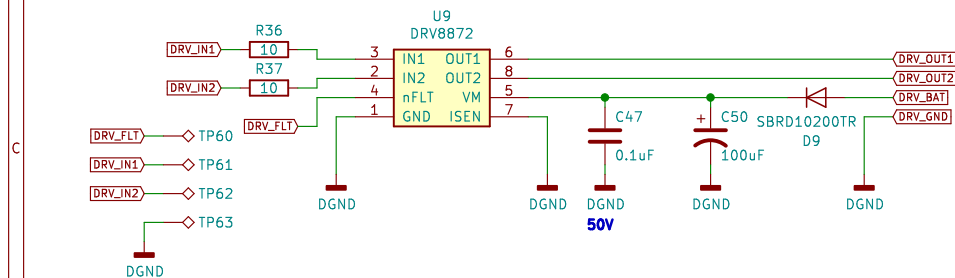 U9
DRV8872
R36
DRV_IN1
10
3
IN1
OUT1
6
DRV_OUT1
R37
2
IN2
OUT2
8
DRV_OUT2
DRV_IN2
10
4
nFLT
VM
5
DRV_BAT
1
GND
ISEN
7
DRV_GND
DRV_FLT
C47
+
C50
SBRD10200TR
DRV_FLT
TP60
D9
C
0.1uF
100uF
DRV_IN1
TP61
DRV_IN2
TP62
DGND
DGND
DGND
DGND
DGND
TP63
50V
DGND